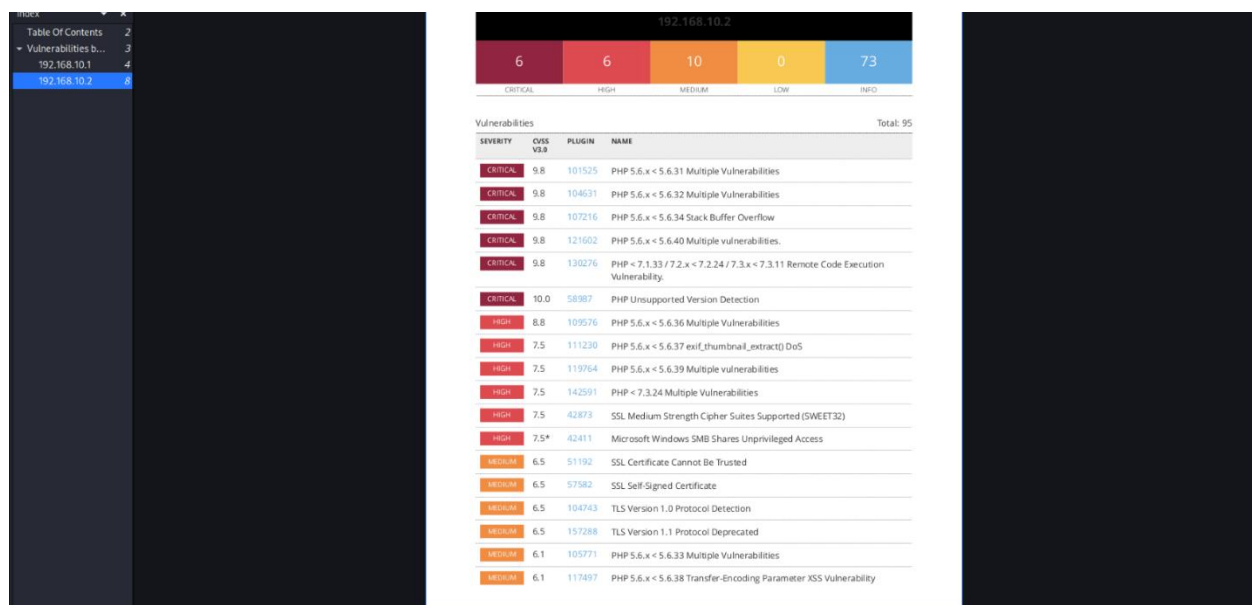 Index
Table Of Contents 2
Vulnerabilities b... 3
192.168.10.1 4
192.168.10.2 8
192.168.10.2
6 6 10 0 73
CRITICAL HIGH MEDIUM LOW INFO
Vulnerabilities Total: 95
SEVERITY CVSS V3.0 PLUGIN NAME
CRITICAL 9.8 101525 PHP 5.6.x < 5.6.31 Multiple Vulnerabilities
CRITICAL 9.8 104631 PHP 5.6.x < 5.6.32 Multiple Vulnerabilities
CRITICAL 9.8 107216 PHP 5.6.x < 5.6.34 Stack Buffer Overflow
CRITICAL 9.8 121602 PHP 5.6.x < 5.6.40 Multiple vulnerabilities.
CRITICAL 9.8 130276 PHP < 7.1.33 / 7.2.x < 7.2.24 / 7.3.x < 7.3.11 Remote Code Execution
Vulnerability.
CRITICAL 10.0 58987 PHP Unsupported Version Detection
HIGH 8.8 109576 PHP 5.6.x < 5.6.36 Multiple Vulnerabilities
HIGH 7.5 111230 PHP 5.6.x < 5.6.37 exif_thumbnail_extract() DoS
HIGH 7.5 119764 PHP 5.6.x < 5.6.39 Multiple vulnerabilities
HIGH 7.5 142591 PHP < 7.3.24 Multiple Vulnerabilities
HIGH 7.5 42873 SSL Medium Strength Cipher Suites Supported (SWEET32)
HIGH 7.5* 42411 Microsoft Windows SMB Shares Unprivileged Access
MEDIUM 6.5 51192 SSL Certificate Cannot Be Trusted
MEDIUM 6.5 57582 SSL Self-Signed Certificate
MEDIUM 6.5 104743 TLS Version 1.0 Protocol Detection
MEDIUM 6.5 157288 TLS Version 1.1 Protocol Deprecated
MEDIUM 6.1 105771 PHP 5.6.x < 5.6.33 Multiple Vulnerabilities
MEDIUM 6.1 117497 PHP 5.6.x < 5.6.38 Transfer-Encoding Parameter XSS Vulnerability